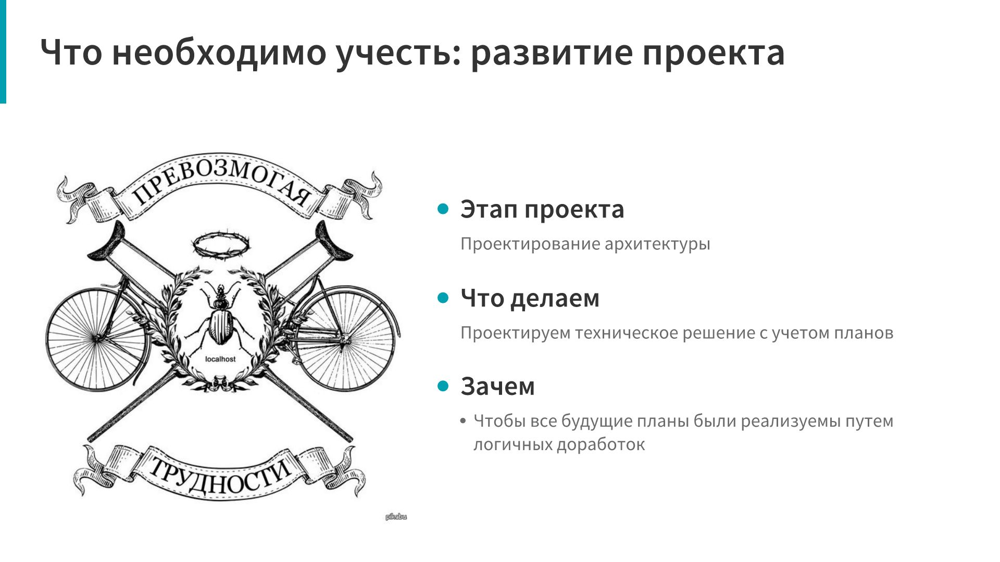 Что необходимо учесть: развитие проекта
ПРЕВОЗМОГАЯ
localhost
ТРУДНОСТИ
pikabu
Этап проекта
Проектирование архитектуры
Что делаем
Проектируем техническое решение с учетом планов
Зачем
• Чтобы все будущие планы были реализуемы путем
логичных доработок